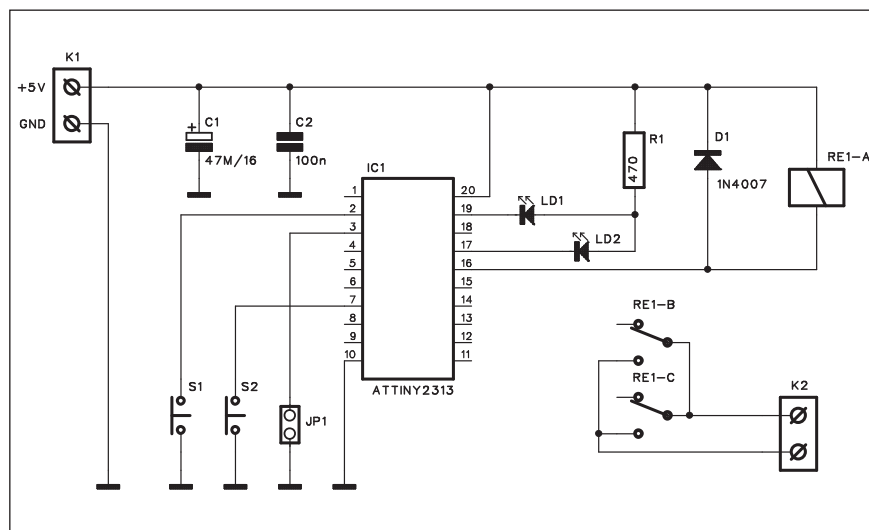 K1
+5V
GND
+
C1
47M/16
C2
100n
IC1
1
2
3
4
5
6
7
8
9
10
20
19
18
17
16
15
14
13
12
11
ATTINY2313
LD1
LD2
R1
470
D1
1N4007
RE1-A
RE1-B
RE1-C
K2
S1
S2
JP1